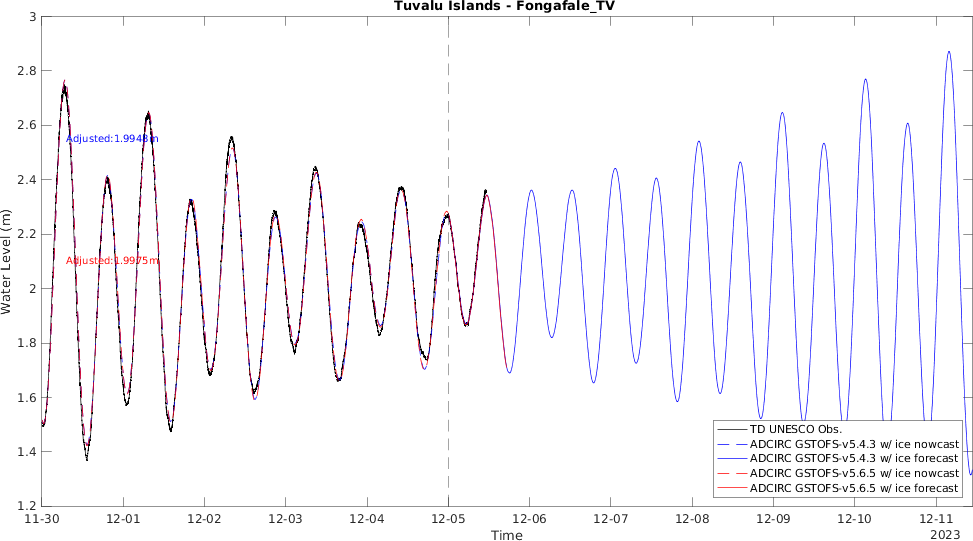 Tuvalu Islands - Fongafale_TV
3
2.8
2.6
2.4
2.2
2
1.8
1.6
1.4
1.2
Water Level (m)
Adjusted:1.9948m
Adjusted:1.9975m
TD UNESCO Obs.
ADCIRC GSTOFS-v5.4.3 w/ ice nowcast
ADCIRC GSTOFS-v5.4.3 w/ ice forecast
ADCIRC GSTOFS-v5.6.5 w/ ice nowcast
ADCIRC GSTOFS-v5.6.5 w/ ice forecast
11-30 12-01 12-02 12-03 12-04 12-05 12-06 12-07 12-08 12-09 12-10 12-11
Time
2023